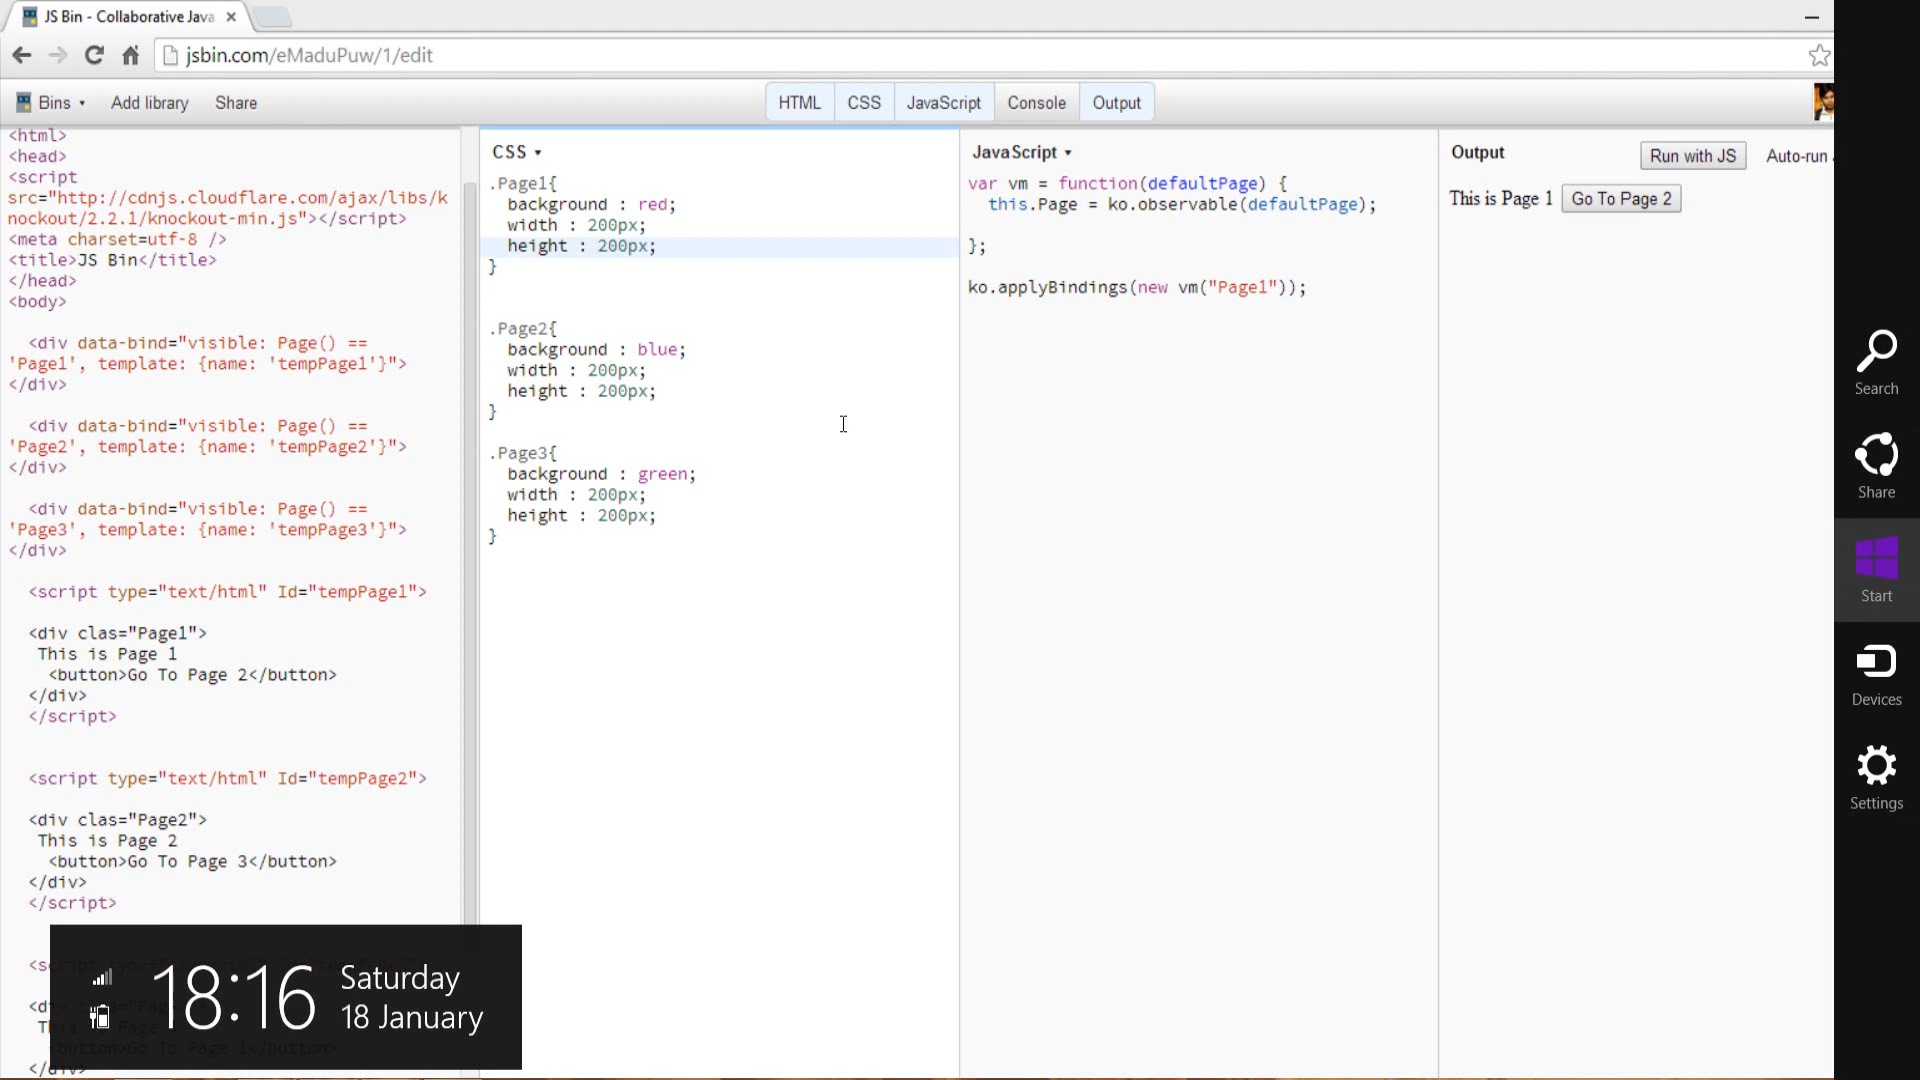 JS Bin - Collaborative Java
jsbin.com/eMaduPuw/1/edit
Bins
Add library
Share
HTML
CSS
JavaScript
Console
Output
<html>
<head>
<script
src="http://cdnjs.cloudflare.com/ajax/libs/k
nockout/2.2.1/knockout-min.js"></script>
<meta charset=utf-8 />
<title>JS Bin</title>
</head>
<body>
<div data-bind="visible: Page() ==
'Page1', template: {name: 'tempPage1'}">
</div>
<div data-bind="visible: Page() ==
'Page2', template: {name: 'tempPage2'}">
</div>
<div data-bind="visible: Page() ==
'Page3', template: {name: 'tempPage3'}">
</div>
<script type="text/html" Id="tempPage1">
<div clas="Page1">
This is Page 1
<button>Go To Page 2</button>
</div>
</script>
<script type="text/html" Id="tempPage2">
<div class="Page2">
This is Page 2
<button>Go To Page 3</button>
</div>
</script>
</div>
CSS
.Page1{
background : red;
width : 200px;
height : 200px;
}
.Page2{
background : blue;
width : 200px;
height : 200px;
}
.Page3{
background : green;
width : 200px;
height : 200px;
}
JavaScript
var vm = function(defaultPage) {
this.Page = ko.observable(defaultPage);
};
ko.applyBindings(new vm("Page1"));
Output
Run with JS
Auto-run
This is Page 1
Go To Page 2
Search
Share
Start
Devices
Settings
18:16
Saturday
18 January